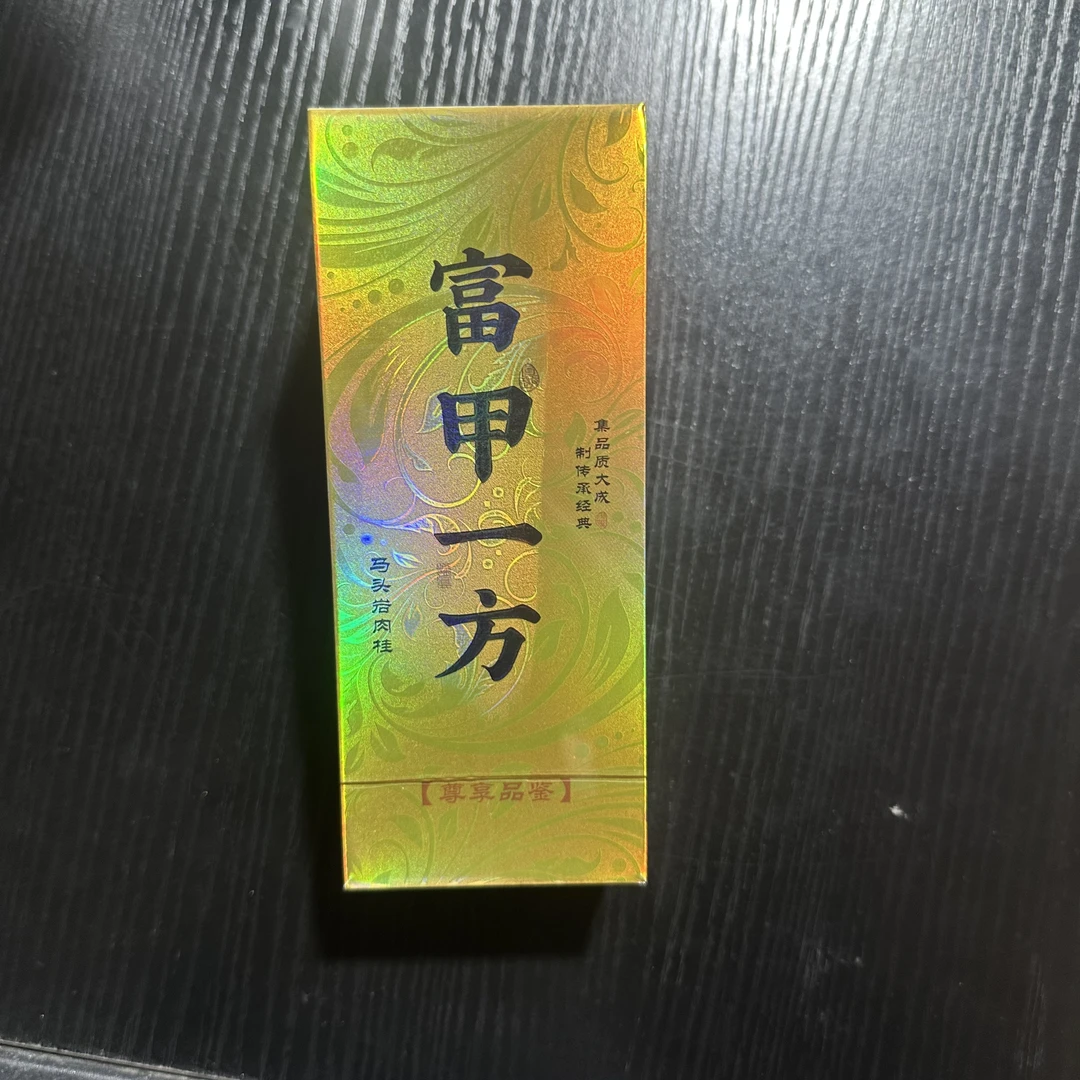 富甲一方
集品质大成
制传承经典
马头岩肉桂
【尊享品鉴】